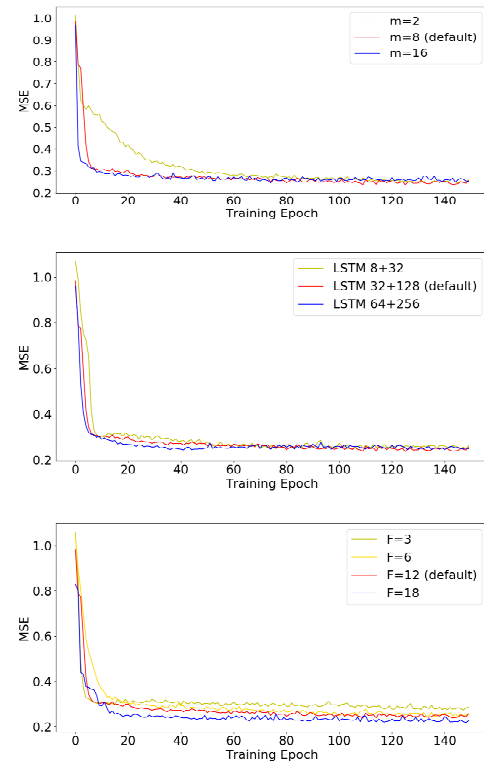 1.0
0.9
0.8
0.7
0.6
0.5
0.4
0.3
0.2
MSE
m=2
m=8 (default)
m=16
0 20 40 60 80 100 120 140
Training Epoch
1.0
0.8
0.6
0.4
0.2
MSE
LSTM 8+32
LSTM 32+128 (default)
LSTM 64+256
0 20 40 60 80 100 120 140
Training Epoch
1.0
0.8
0.6
0.4
0.2
MSE
F=3
F=6
F=12 (default)
F=18
0 20 40 60 80 100 120 140
Training Epoch